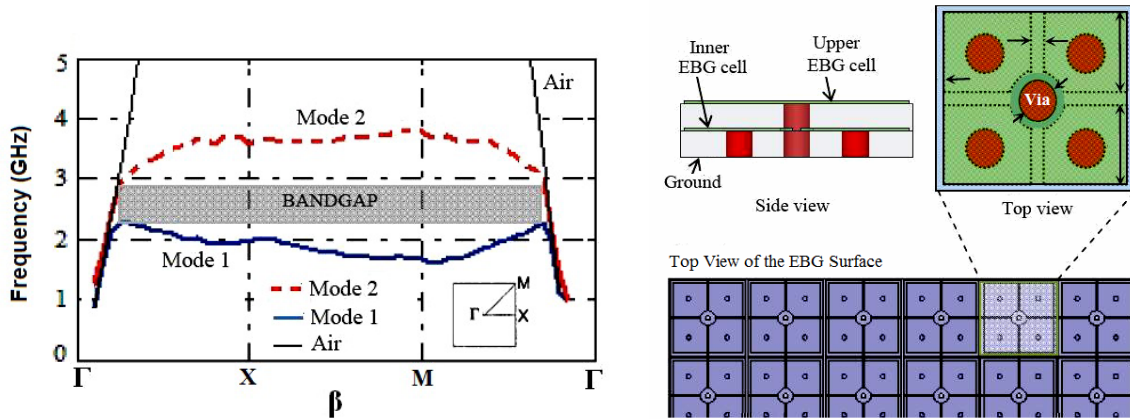 5
4
3
2
1
0
Frequency (GHz)
Air
Mode 2
BANDGAP
Mode 1
Mode 2
Mode 1
Air
M
Γ
X
Γ
X
M
Γ
β
Inner
EBG cell
Upper
EBG cell
Ground
Side view
Via
Top view
Top View of the EBG Surface